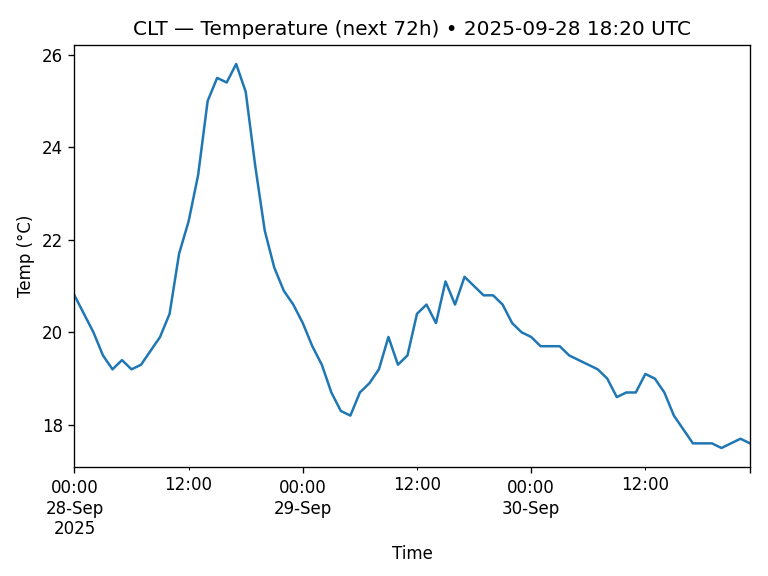 CLT — Temperature (next 72h) • 2025-09-28 18:20 UTC
26
24
22
20
18
Temp (°C)
00:00 12:00 00:00 12:00 00:00 12:00
28-Sep 29-Sep 30-Sep
2025
Time